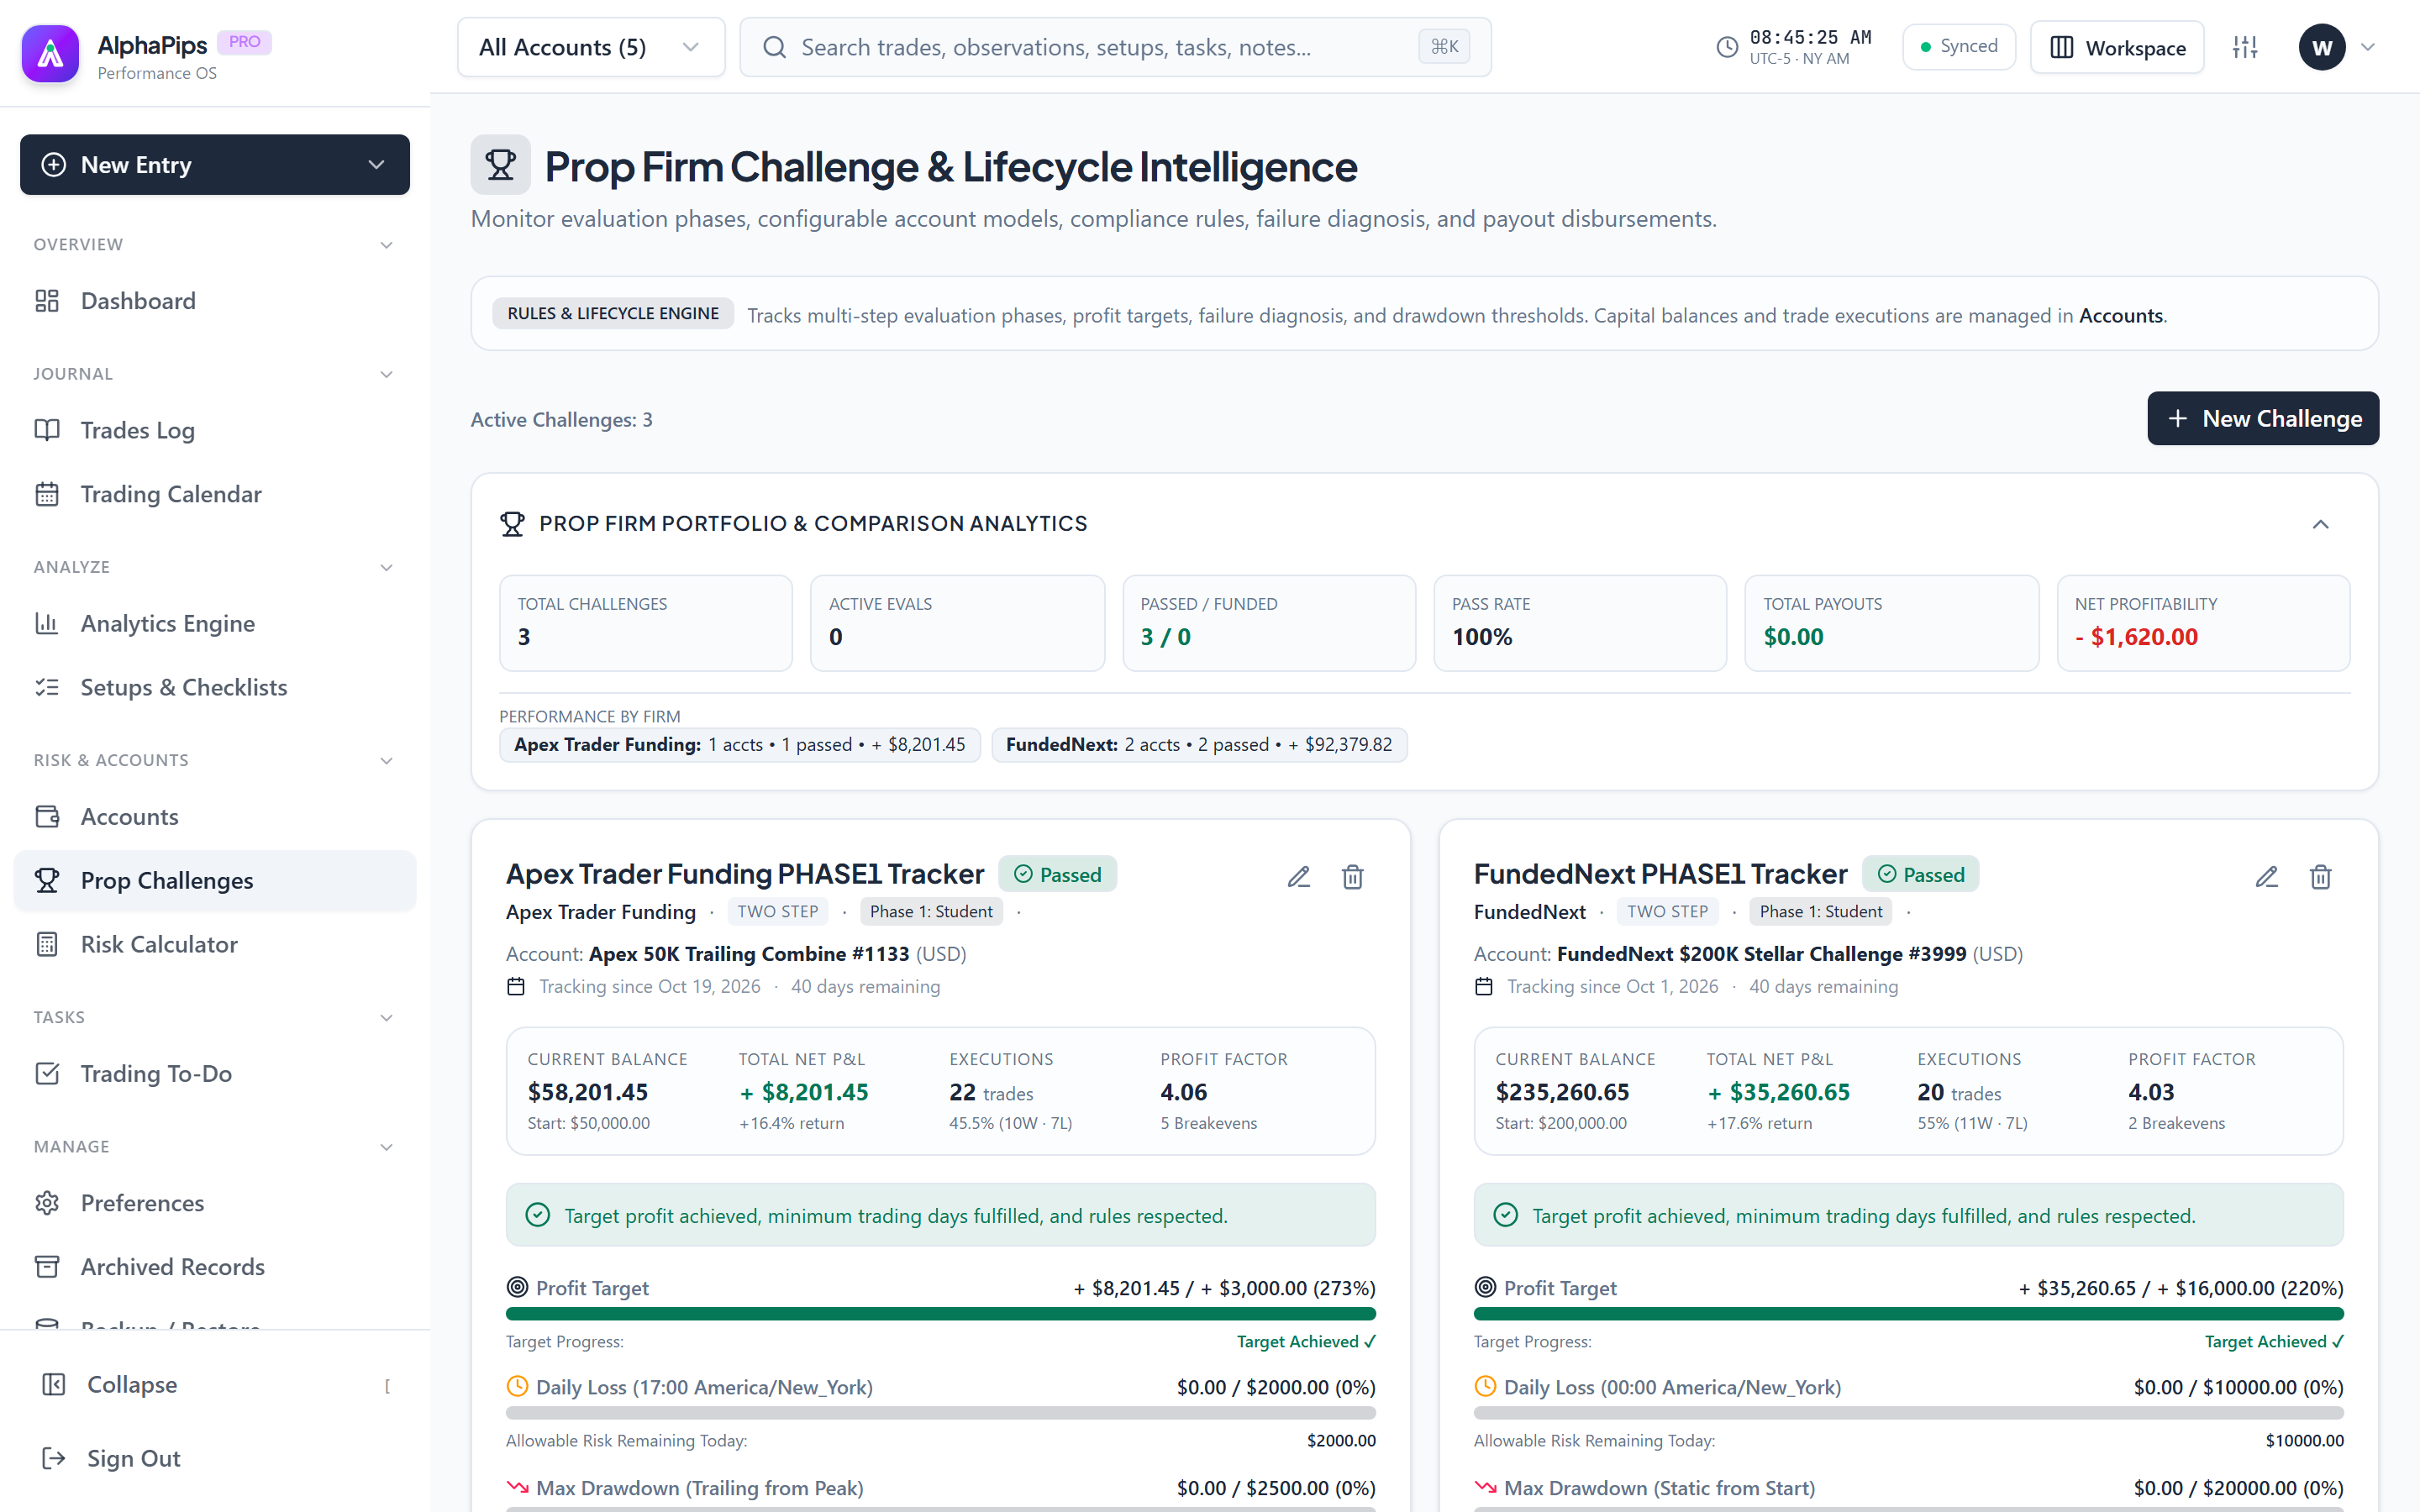 AlphaPips PRO
Performance OS
New Entry
OVERVIEW
Dashboard
JOURNAL
Trades Log
Trading Calendar
ANALYZE
Analytics Engine
Setups & Checklists
RISK & ACCOUNTS
Accounts
Prop Challenges
Risk Calculator
TASKS
Trading To-Do
MANAGE
Preferences
Archived Records
Backup / Restore
Collapse [
Sign Out
All Accounts (5)
Search trades, observations, setups, tasks, notes... ⌘K
08:45:25 AM
UTC-5 · NY AM
Synced
Workspace
W
Prop Firm Challenge & Lifecycle Intelligence
Monitor evaluation phases, configurable account models, compliance rules, failure diagnosis, and payout disbursements.
RULES & LIFECYCLE ENGINE Tracks multi-step evaluation phases, profit targets, failure diagnosis, and drawdown thresholds. Capital balances and trade executions are managed in Accounts.
Active Challenges: 3
New Challenge
PROP FIRM PORTFOLIO & COMPARISON ANALYTICS
TOTAL CHALLENGES
3
ACTIVE EVALS
0
PASSED / FUNDED
3 / 0
PASS RATE
100%
TOTAL PAYOUTS
$0.00
NET PROFITABILITY
- $1,620.00
PERFORMANCE BY FIRM
Apex Trader Funding: 1 accts • 1 passed • + $8,201.45
FundedNext: 2 accts • 2 passed • + $92,379.82
Apex Trader Funding PHASE1 Tracker Passed
Apex Trader Funding · TWO STEP · Phase 1: Student ·
Account: Apex 50K Trailing Combine #1133 (USD)
Tracking since Oct 19, 2026 · 40 days remaining
CURRENT BALANCE
$58,201.45
Start: $50,000.00
TOTAL NET P&L
+ $8,201.45
+16.4% return
EXECUTIONS
22 trades
45.5% (10W · 7L)
PROFIT FACTOR
4.06
5 Breakevens
Target profit achieved, minimum trading days fulfilled, and rules respected.
Profit Target + $8,201.45 / + $3,000.00 (273%)
Target Progress: Target Achieved ✓
Daily Loss (17:00 America/New_York) $0.00 / $2000.00 (0%)
Allowable Risk Remaining Today: $2000.00
Max Drawdown (Trailing from Peak) $0.00 / $2500.00 (0%)
FundedNext PHASE1 Tracker Passed
FundedNext · TWO STEP · Phase 1: Student ·
Account: FundedNext $200K Stellar Challenge #3999 (USD)
Tracking since Oct 1, 2026 · 40 days remaining
CURRENT BALANCE
$235,260.65
Start: $200,000.00
TOTAL NET P&L
+ $35,260.65
+17.6% return
EXECUTIONS
20 trades
55% (11W · 7L)
PROFIT FACTOR
4.03
2 Breakevens
Target profit achieved, minimum trading days fulfilled, and rules respected.
Profit Target + $35,260.65 / + $16,000.00 (220%)
Target Progress: Target Achieved ✓
Daily Loss (00:00 America/New_York) $0.00 / $10000.00 (0%)
Allowable Risk Remaining Today: $10000.00
Max Drawdown (Static from Start) $0.00 / $20000.00 (0%)